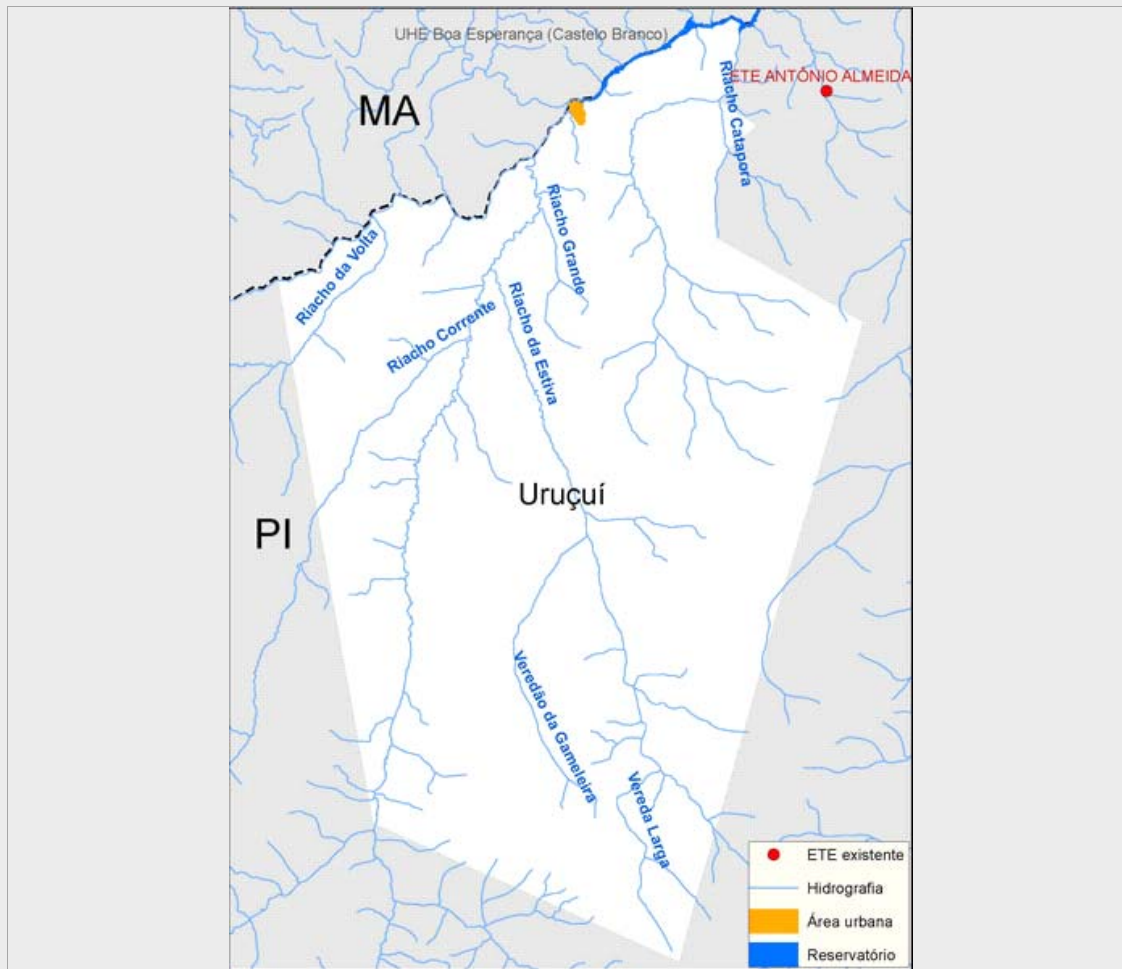 UHE Boa Esperança (Castelo Branco)
ETE ANTÔNIO ALMEIDA
MA
Riacho Catapora
Riacho Grande
Riacho da Volta
Riacho da Estiva
Riacho Corrente
Uruçuí
PI
Veredão da Gameleira
Vereda Larga
ETE existente
Hidrografia
Área urbana
Reservatório